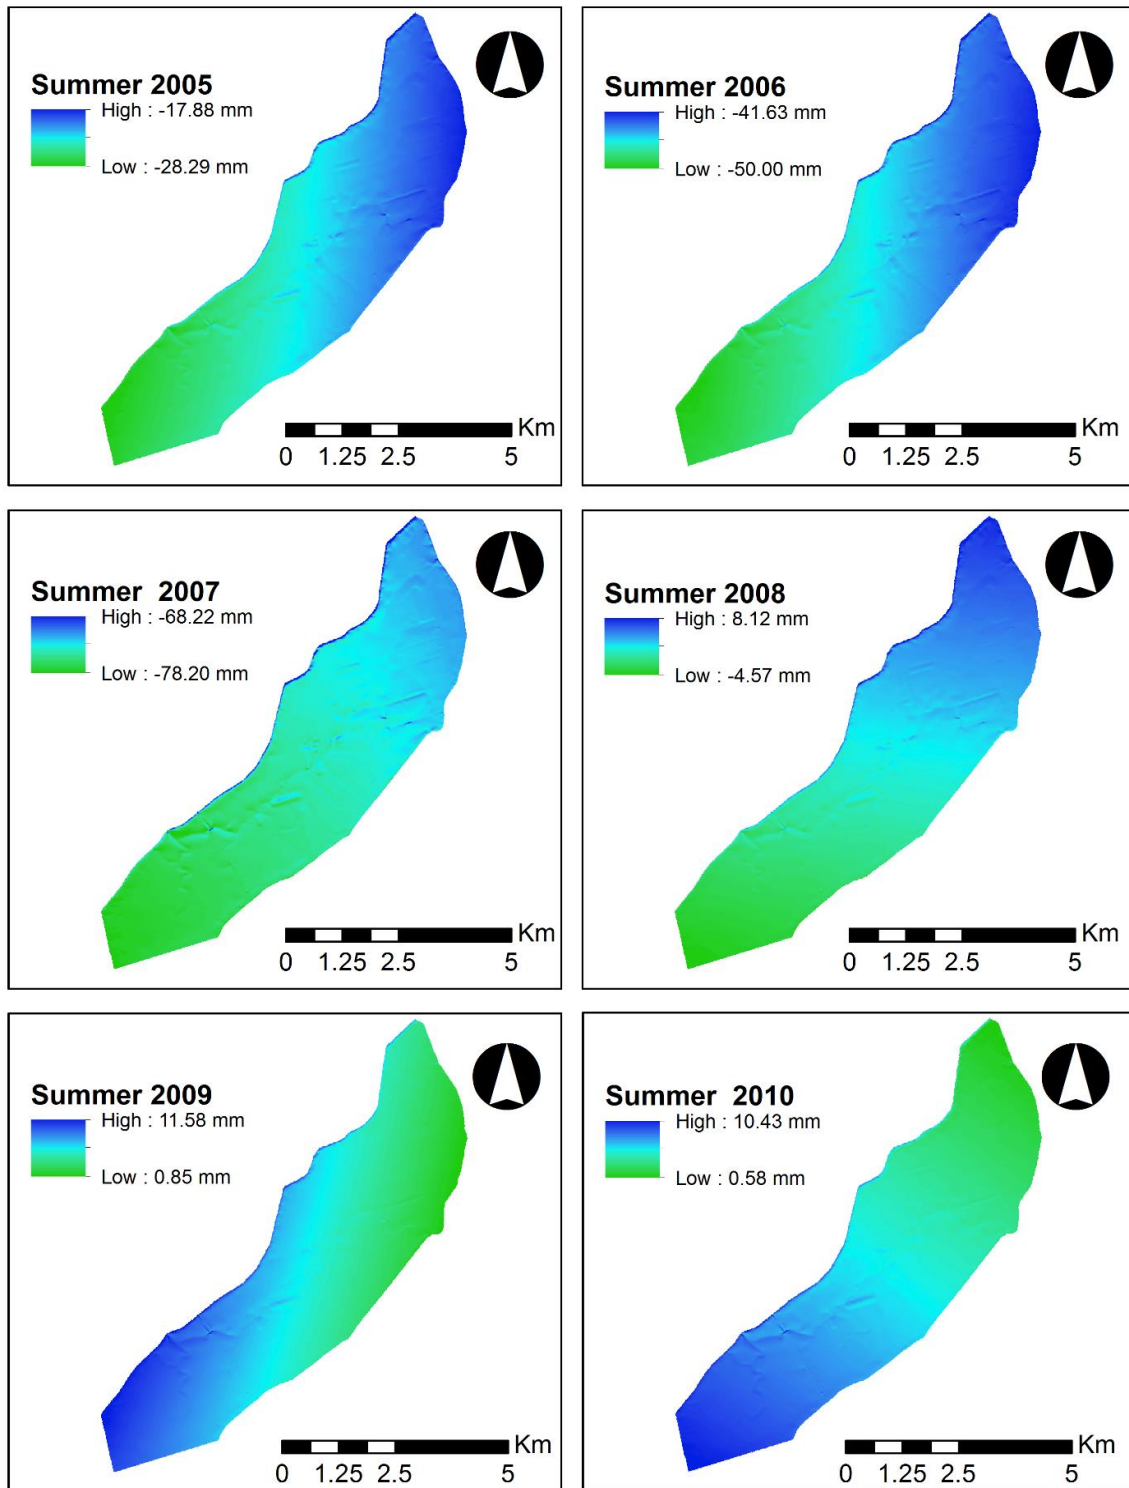 Summer 2005
High : -17.88 mm
Low : -28.29 mm
Km
0 1.25 2.5 5
Summer 2006
High : -41.63 mm
Low : -50.00 mm
Km
0 1.25 2.5 5
Summer 2007
High : -68.22 mm
Low : -78.20 mm
Km
0 1.25 2.5 5
Summer 2008
High : 8.12 mm
Low : -4.57 mm
Km
0 1.25 2.5 5
Summer 2009
High : 11.58 mm
Low : 0.85 mm
Km
0 1.25 2.5 5
Summer 2010
High : 10.43 mm
Low : 0.58 mm
Km
0 1.25 2.5 5